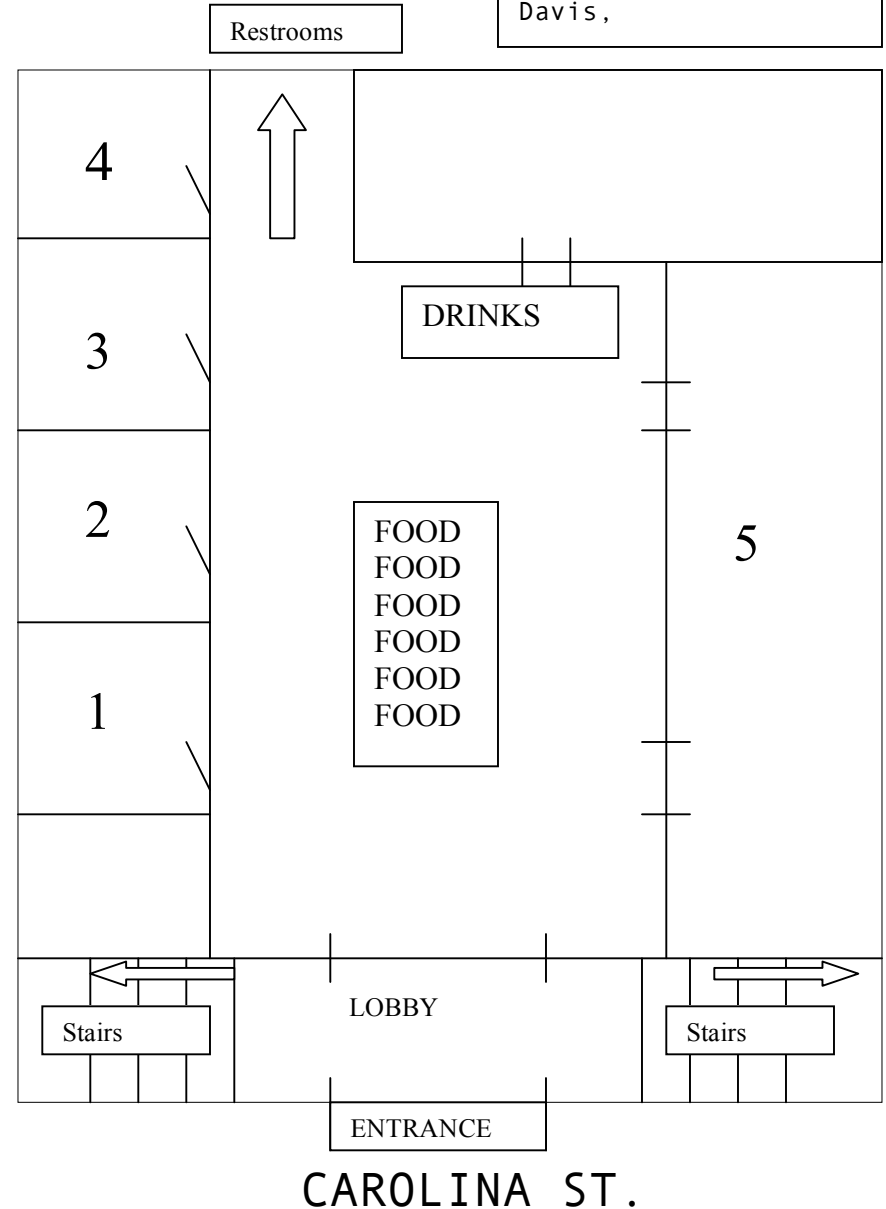 Davis,
Restrooms
4
DRINKS
3
2
FOOD
FOOD
FOOD
FOOD
FOOD
FOOD
5
1
LOBBY
Stairs
Stairs
ENTRANCE
CAROLINA ST.